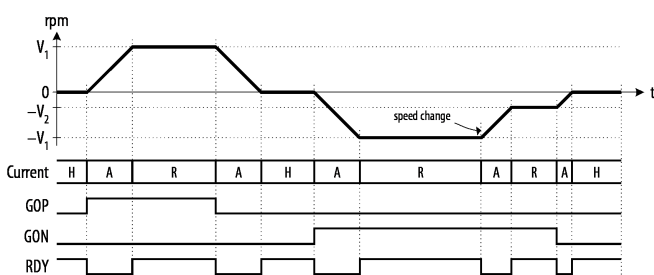 rpm
V1
0
t
−V2
speed change
−V1
Current H A R A H A R A R A H
GOP
GON
RDY